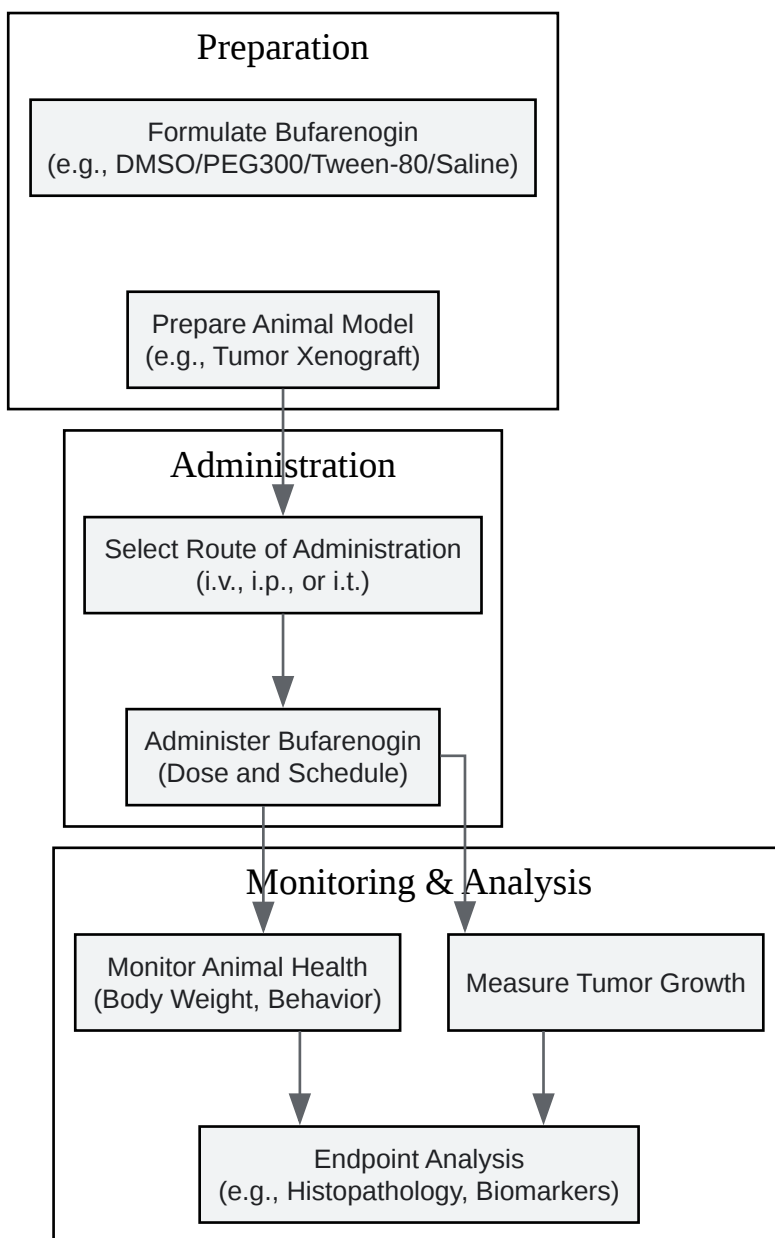 Preparation
Formulate Bufarenogin
(e.g., DMSO/PEG300/Tween-80/Saline)
Prepare Animal Model
(e.g., Tumor Xenograft)
Administration
Select Route of Administration
(i.v., i.p., or i.t.)
Administer Bufarenogin
(Dose and Schedule)
Monitoring & Analysis
Monitor Animal Health
(Body Weight, Behavior)
Measure Tumor Growth
Endpoint Analysis
(e.g., Histopathology, Biomarkers)